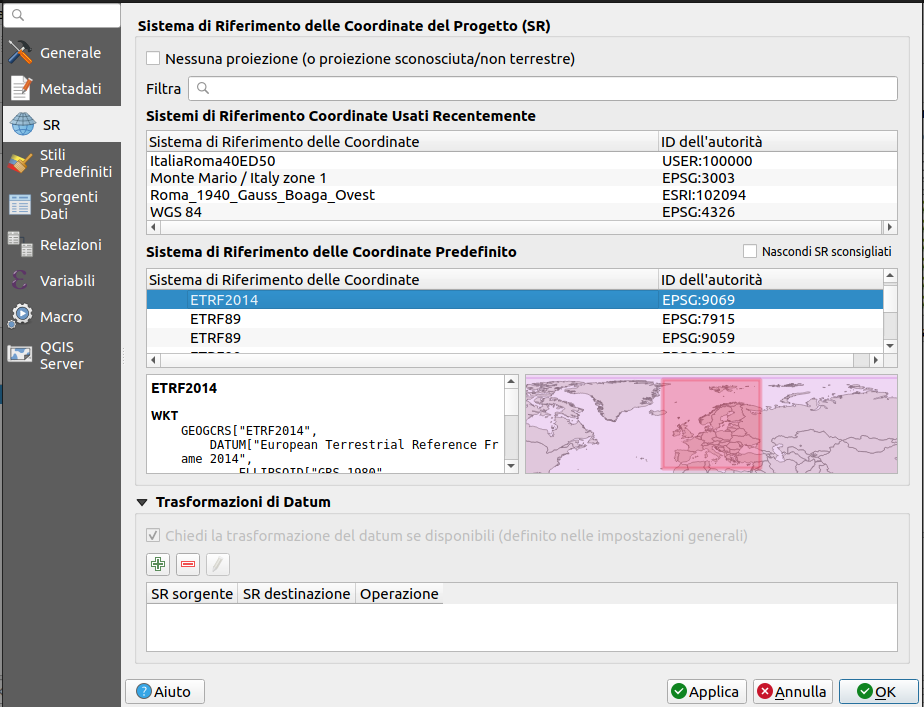 Sistema di Riferimento delle Coordinate del Progetto (SR)
Generale
Metadati
SR
Stili
Predefiniti
Sorgenti
Dati
Relazioni
Variabili
Macro
QGIS
Server
Nessuna proiezione (o proiezione sconosciuta/non terrestre)
Filtra
Sistemi di Riferimento Coordinate Usati Recentemente
Sistema di Riferimento delle Coordinate ID dell'autorità
ItaliaRoma40ED50 USER:100000
Monte Mario / Italy zone 1 EPSG:3003
Roma_1940_Gauss_Boaga_Ovest ESRI:102094
WGS 84 EPSG:4326
Sistema di Riferimento delle Coordinate Predefinito Nascondi SR sconsigliati
Sistema di Riferimento delle Coordinate ID dell'autorità
ETRF2014 EPSG:9069
ETRF89 EPSG:7915
ETRF89 EPSG:9059
ETRF2014
WKT
GEOGCRS["ETRF2014",
DATUM["European Terrestrial Reference Fr
ame 2014",
ELLIPSOID["GRS 1980"
Trasformazioni di Datum
Chiedi la trasformazione del datum se disponibili (definito nelle impostazioni generali)
SR sorgente SR destinazione Operazione
Aiuto Applica Annulla OK